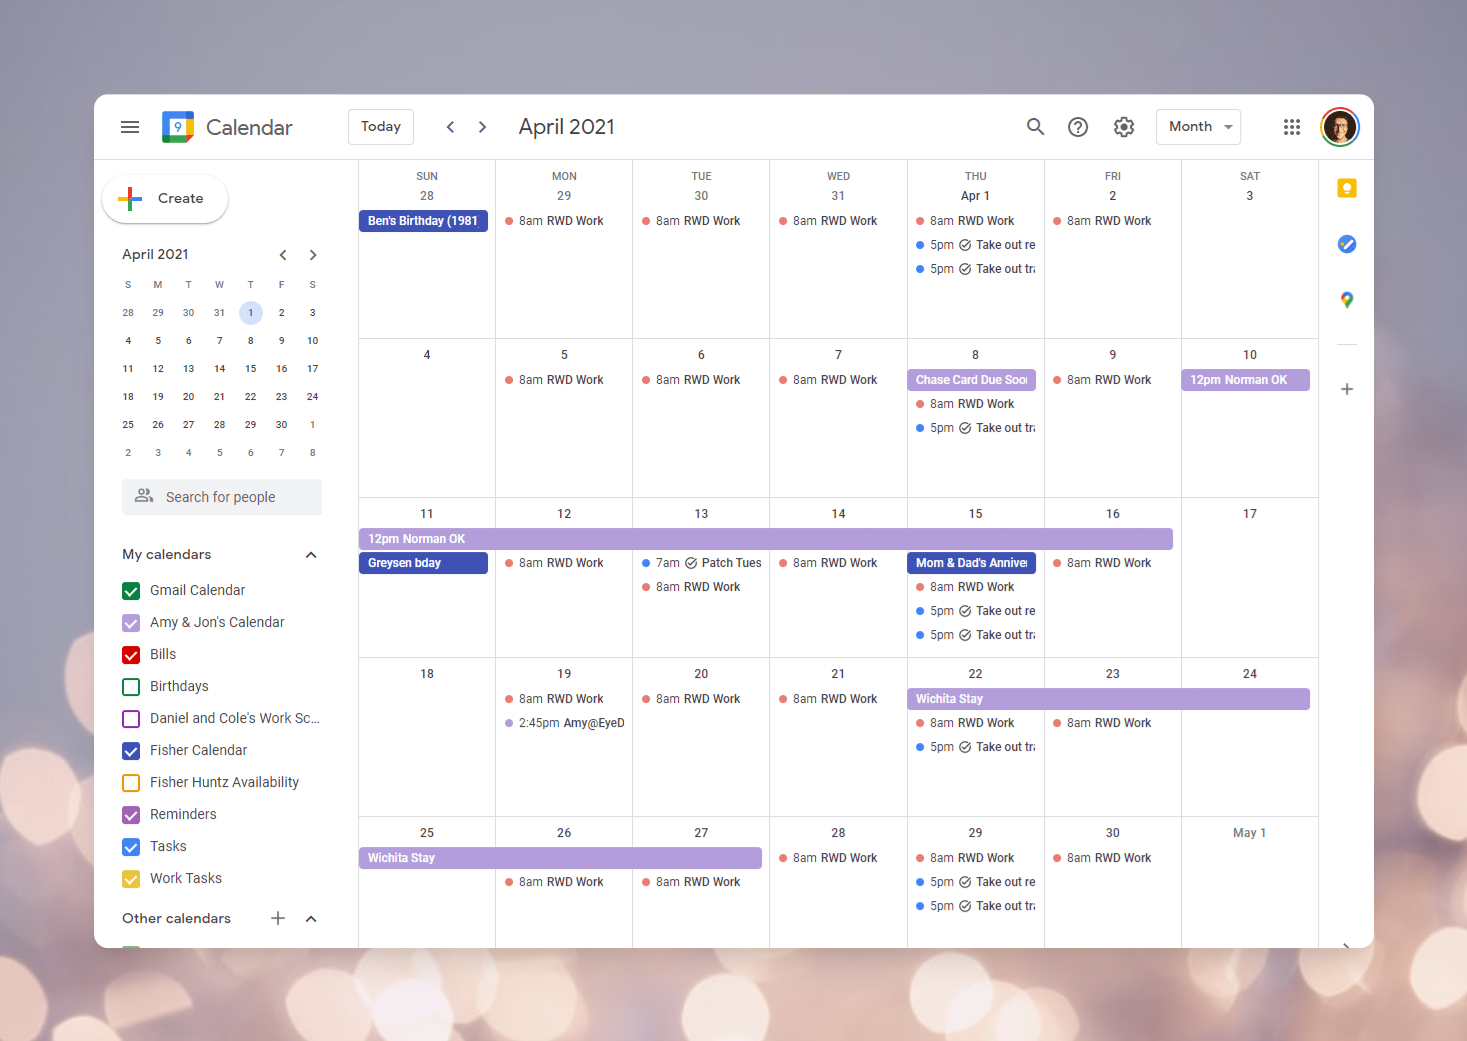 9 Calendar Today April 2021 Month
Create
April 2021
S M T W T F S
28 29 30 31 1 2 3
4 5 6 7 8 9 10
11 12 13 14 15 16 17
18 19 20 21 22 23 24
25 26 27 28 29 30 1
2 3 4 5 6 7 8
Search for people
My calendars
Gmail Calendar
Amy & Jon's Calendar
Bills
Birthdays
Daniel and Cole's Work Sc...
Fisher Calendar
Fisher Huntz Availability
Reminders
Tasks
Work Tasks
Other calendars
SUN MON TUE WED THU FRI SAT
28 29 30 31 Apr 1 2 3
Ben's Birthday (1981 8am RWD Work 8am RWD Work 8am RWD Work 8am RWD Work 8am RWD Work
5pm Take out re
5pm Take out tra
4 5 6 7 8 9 10
8am RWD Work 8am RWD Work 8am RWD Work Chase Card Due Soon 8am RWD Work 12pm Norman OK
8am RWD Work
5pm Take out tra
11 12 13 14 15 16 17
12pm Norman OK
Greysen bday 8am RWD Work 7am Patch Tues 8am RWD Work Mom & Dad's Annive 8am RWD Work
8am RWD Work 8am RWD Work
5pm Take out re
5pm Take out tra
18 19 20 21 22 23 24
8am RWD Work 8am RWD Work 8am RWD Work Wichita Stay
2:45pm Amy@EyeD 8am RWD Work 8am RWD Work
5pm Take out tra
25 26 27 28 29 30 May 1
Wichita Stay 8am RWD Work 8am RWD Work 8am RWD Work
8am RWD Work 8am RWD Work 5pm Take out re
5pm Take out tra